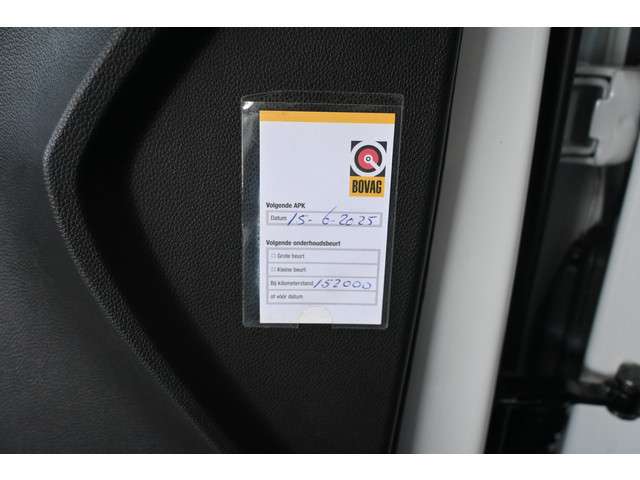 BOVAG
Volgende APK
Datum 15-6-2025
Volgende onderhoudsbeurt
Grote beurt
Kleine beurt
Bij kilometerstand 152000
of vóór datum